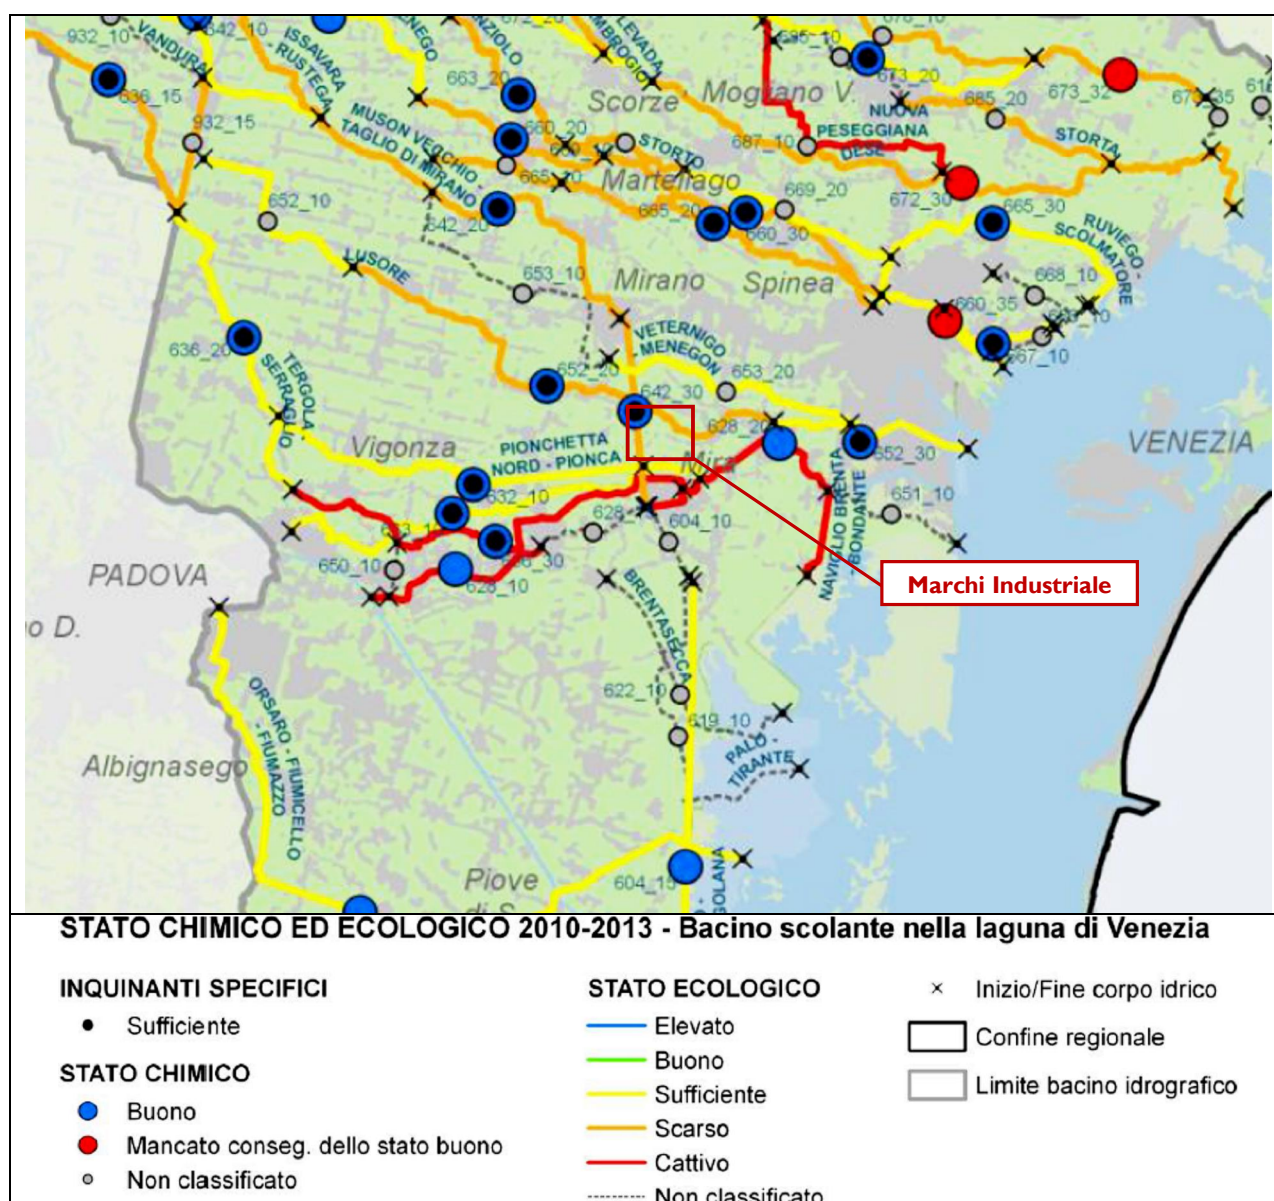 932_10
VANDURA
642_10
ISSAVARA
- RUSTEGA
663_20
Scorze'
Mogliano V.
685_10
673_20
NUOVA
685_20
673_32
636_15
932_15
MUSON VECCHIO -
TAGLIO DI MIRANO
660_20
STORTO
687_10
PESEGGIANA
DESE
STORTA
665_10
Martellago
652_10
642_20
685_20
669_20
660_30
672_30
665_30
RUVIEGO -
SCOLMATORE
LUSORE
653_10
Mirano
Spinea
668_10
660_35
667_10
636_20
TERGOLA -
SERRAGLIO
VETERNIGO
- MENEGON
652_20
653_20
642_30
628_20
Vigonza
PIONCHETTA
NORD - PIONCA
Mira
652_30
VENEZIA
632_10
651_10
NAVIGLIO BRENTA
- BONDANTE
604_10
PADOVA
650_10
628_10
BRENTASECCA
Marchi Industriale
o D.
622_10
619_10
ORSARO - FIUMICELLO
- FIUMAZZO
PALO -
TIRANTE
Albignasego
Piove
604_15
STATO CHIMICO ED ECOLOGICO 2010-2013 - Bacino scolante nella laguna di Venezia
INQUINANTI SPECIFICI
Sufficiente
STATO CHIMICO
Buono
Mancato conseg. dello stato buono
Non classificato
STATO ECOLOGICO
Elevato
Buono
Sufficiente
Scarso
Cattivo
Non classificato
Inizio/Fine corpo idrico
Confine regionale
Limite bacino idrografico